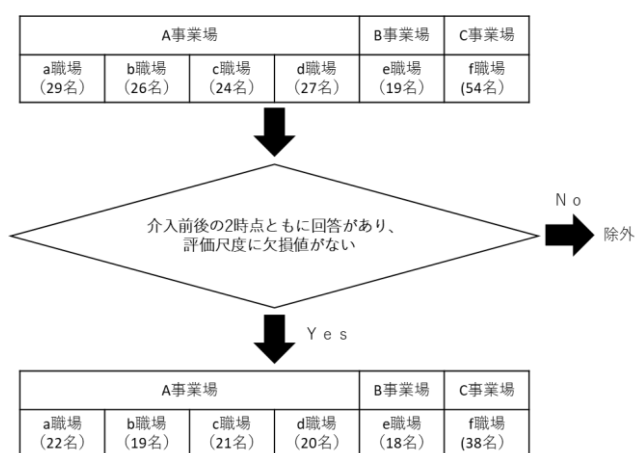 A事業場 B事業場 C事業場
a職場 b職場 c職場 d職場 e職場 f職場
（29名） （26名） （24名） （27名） （19名） (54名）
介入前後の2時点ともに回答があり、
評価尺度に欠損値がない
No
除外
Yes
A事業場 B事業場 C事業場
a職場 b職場 c職場 d職場 e職場 f職場
（22名） （19名） （21名） （20名） （18名） (38名）